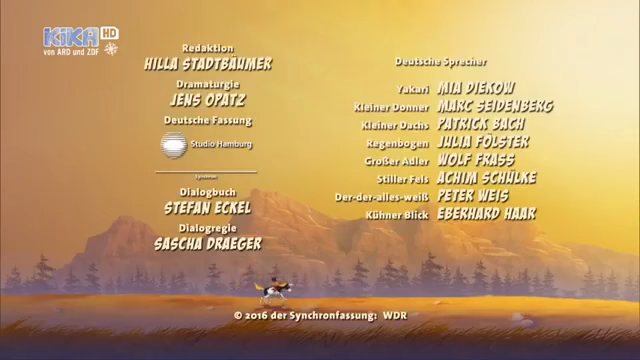 KiKA HD
von ARD und ZDF
Redaktion
HILLA STADTBÄUMER
Dramaturgie
JENS OPATZ
Deutsche Fassung
Studio Hamburg
Dialogbuch
STEFAN ECKEL
Dialogregie
SASCHA DRAEGER
Deutsche Sprecher
Yakari MIA DIEKOW
Kleiner Donner MARC SEIDENBERG
Kleiner Dachs PATRICK BACH
Regenbogen JULIA FÖLSTER
Großer Adler WOLF FRASS
Stiller Fels ACHIM SCHÜLKE
Der-der-alles-weiß PETER WEIS
Kühner Blick EBERHARD HAAR
© 2016 der Synchronfassung: WDR